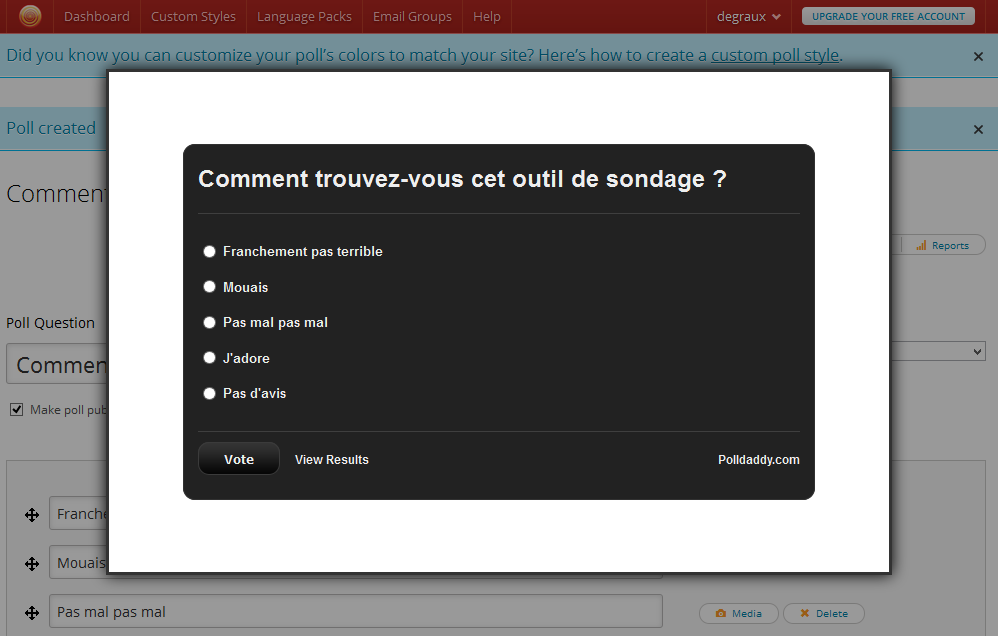 Dashboard Custom Styles Language Packs Email Groups Help degraux UPGRADE YOUR FREE ACCOUNT
Did you know you can customize your poll's colors to match your site? Here's how to create a custom poll style.
Poll created
Comment
Reports
Poll Question
Commen
Make poll pub
Comment trouvez-vous cet outil de sondage ?
Franchement pas terrible
Mouais
Pas mal pas mal
J'adore
Pas d'avis
Vote View Results Polldaddy.com
Franche
Mouais
Pas mal pas mal Media Delete